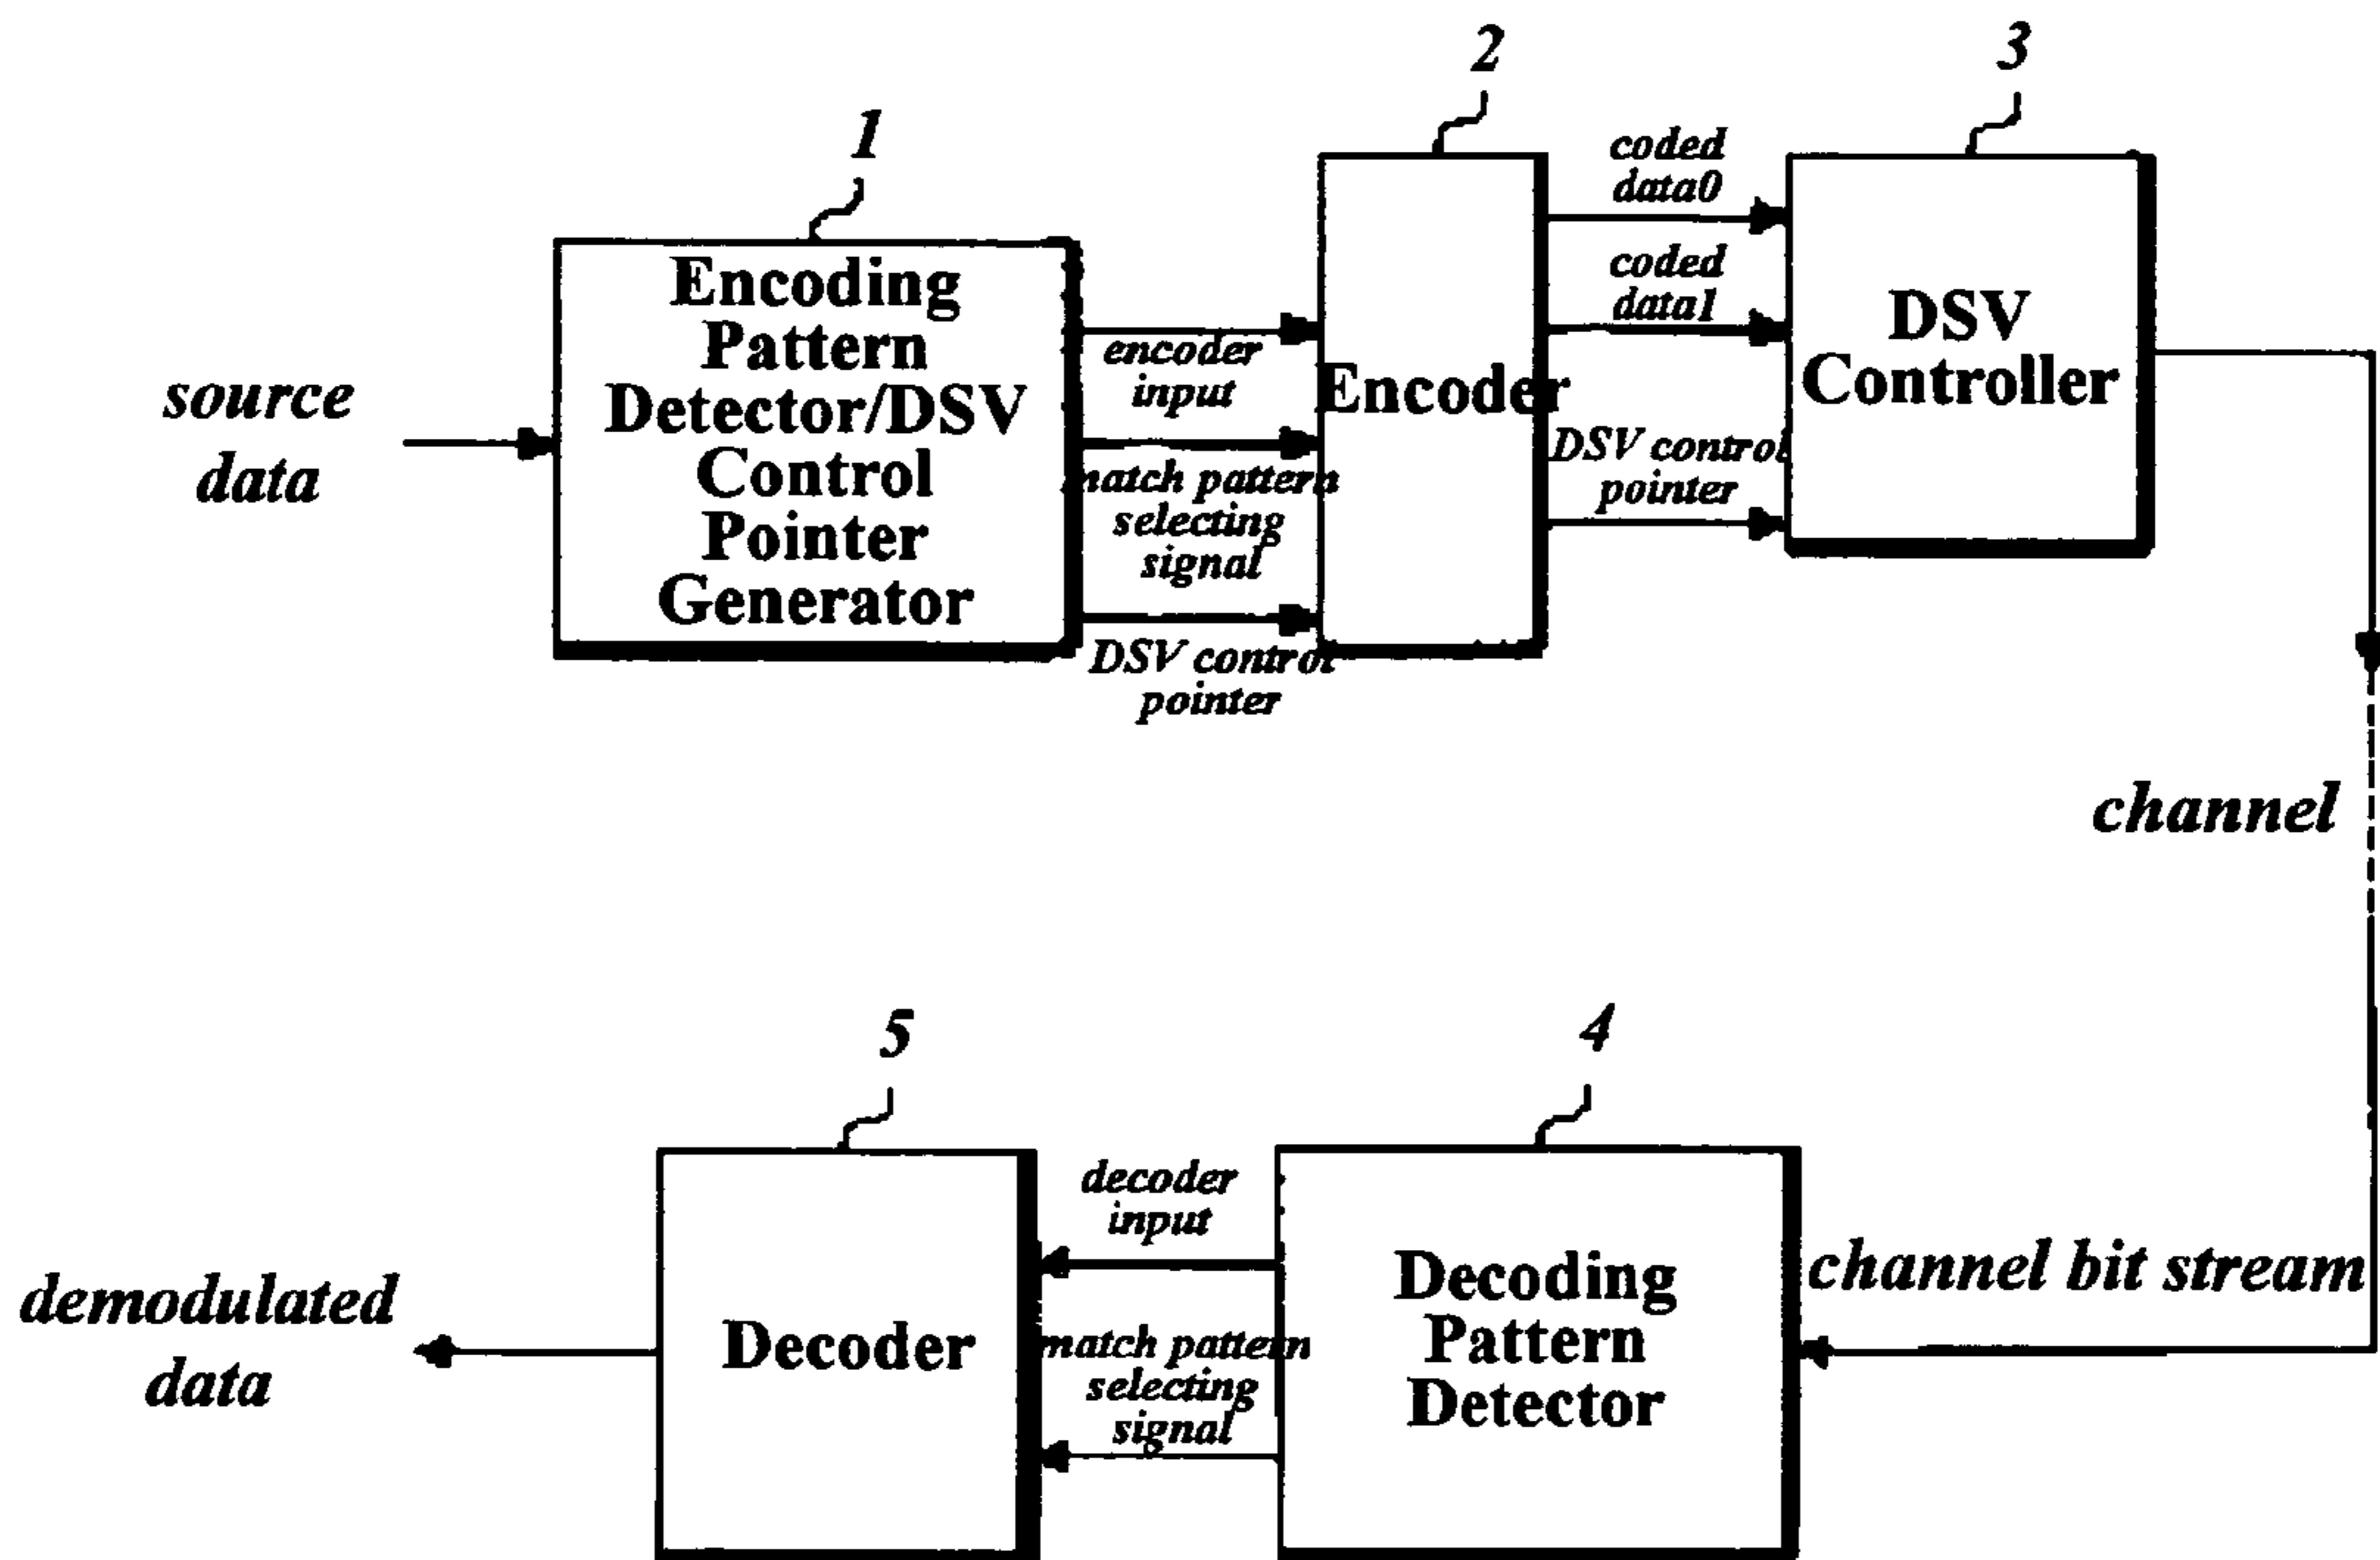 2
3
1
coded
data0
Encoding
Pattern
Detector/DSV
Control
Pointer
Generator
coded
data1
DSV
Controller
source
data
encoder
input
Encoder
match pattern
selecting
signal
DSV control
pointer
DSV control
pointer
channel
5
4
decoder
input
Decoding
Pattern
Detector
channel bit stream
demodulated
data
Decoder
match pattern
selecting
signal